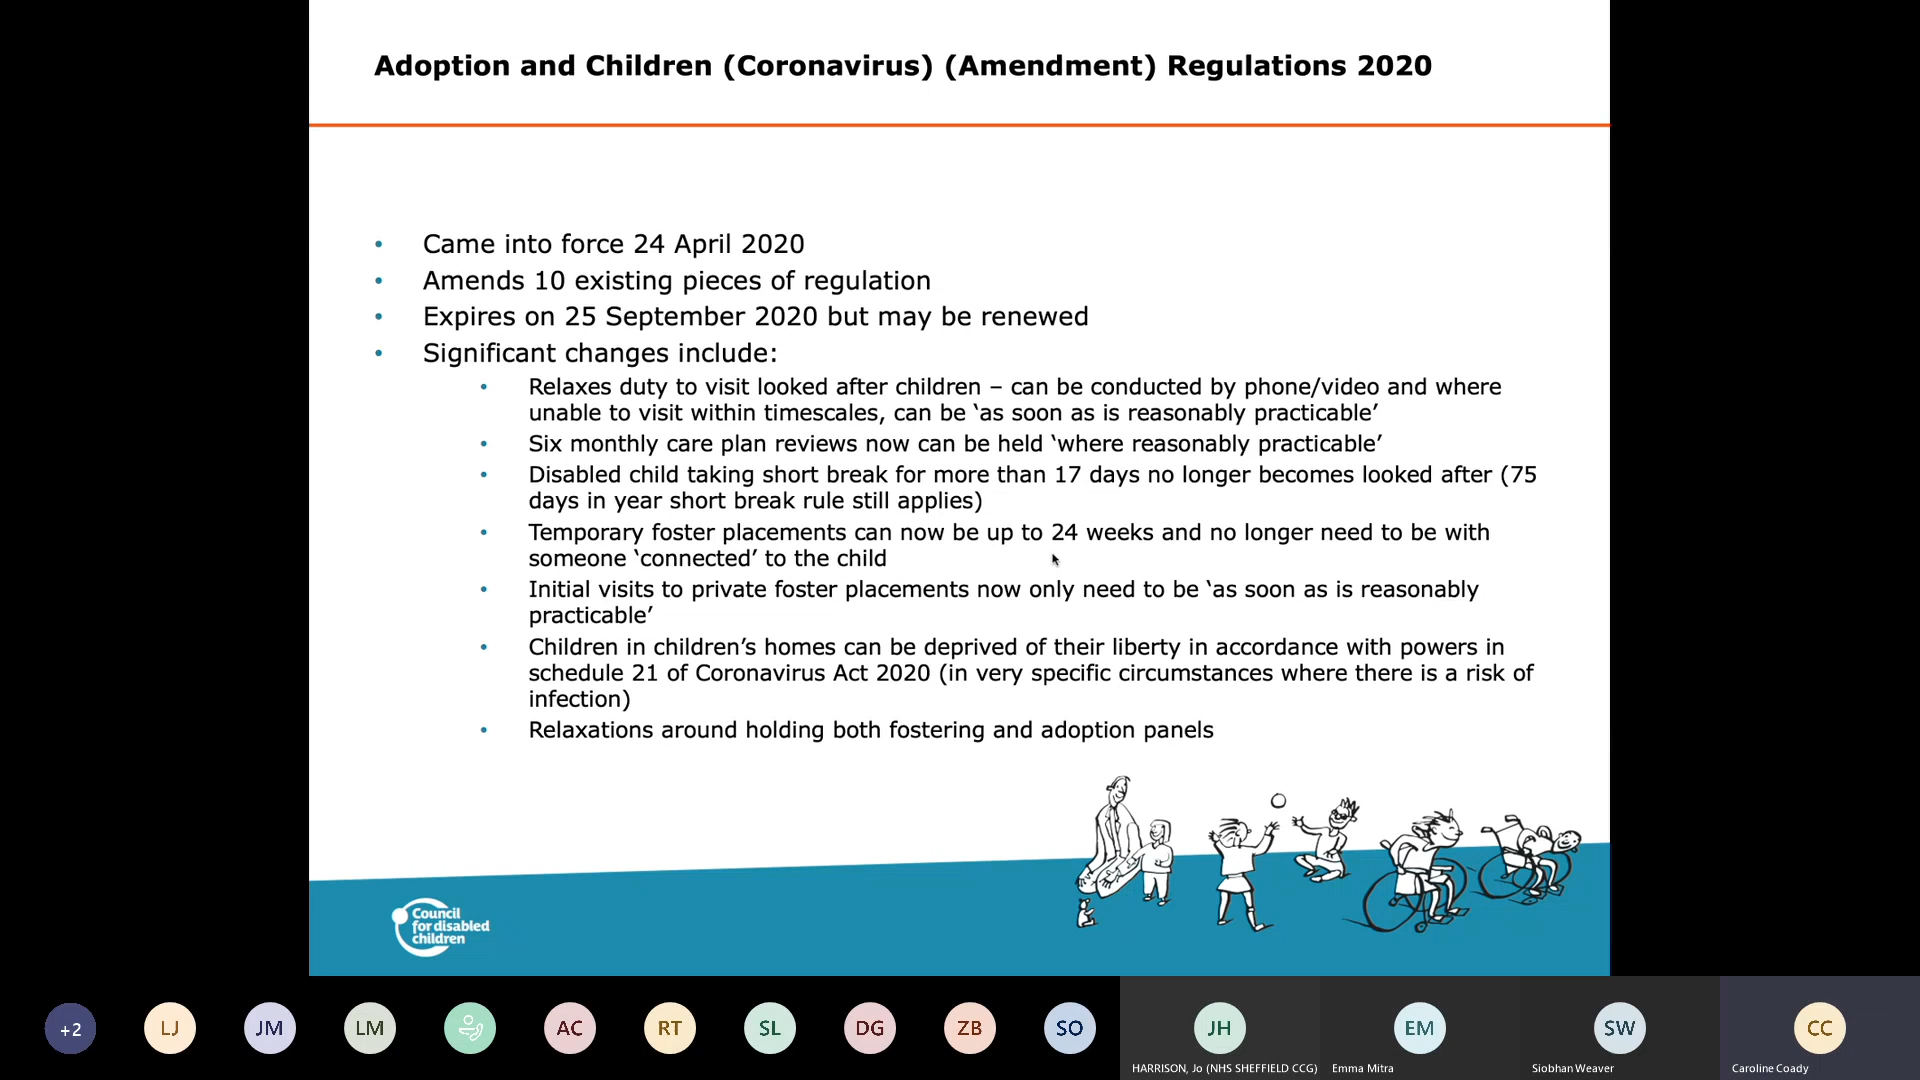 Adoption and Children (Coronavirus) (Amendment) Regulations 2020
• Came into force 24 April 2020
• Amends 10 existing pieces of regulation
• Expires on 25 September 2020 but may be renewed
• Significant changes include:
• Relaxes duty to visit looked after children – can be conducted by phone/video and where
unable to visit within timescales, can be ‘as soon as is reasonably practicable’
• Six monthly care plan reviews now can be held ‘where reasonably practicable’
• Disabled child taking short break for more than 17 days no longer becomes looked after (75
days in year short break rule still applies)
• Temporary foster placements can now be up to 24 weeks and no longer need to be with
someone ‘connected’ to the child
• Initial visits to private foster placements now only need to be ‘as soon as is reasonably
practicable’
• Children in children’s homes can be deprived of their liberty in accordance with powers in
schedule 21 of Coronavirus Act 2020 (in very specific circumstances where there is a risk of
infection)
• Relaxations around holding both fostering and adoption panels
Council
for disabled
children
+2 LJ JM LM AC RT SL DG ZB SO JH EM SW CC
HARRISON, Jo (NHS SHEFFIELD CCG) Emma Mitra Siobhan Weaver Caroline Coady